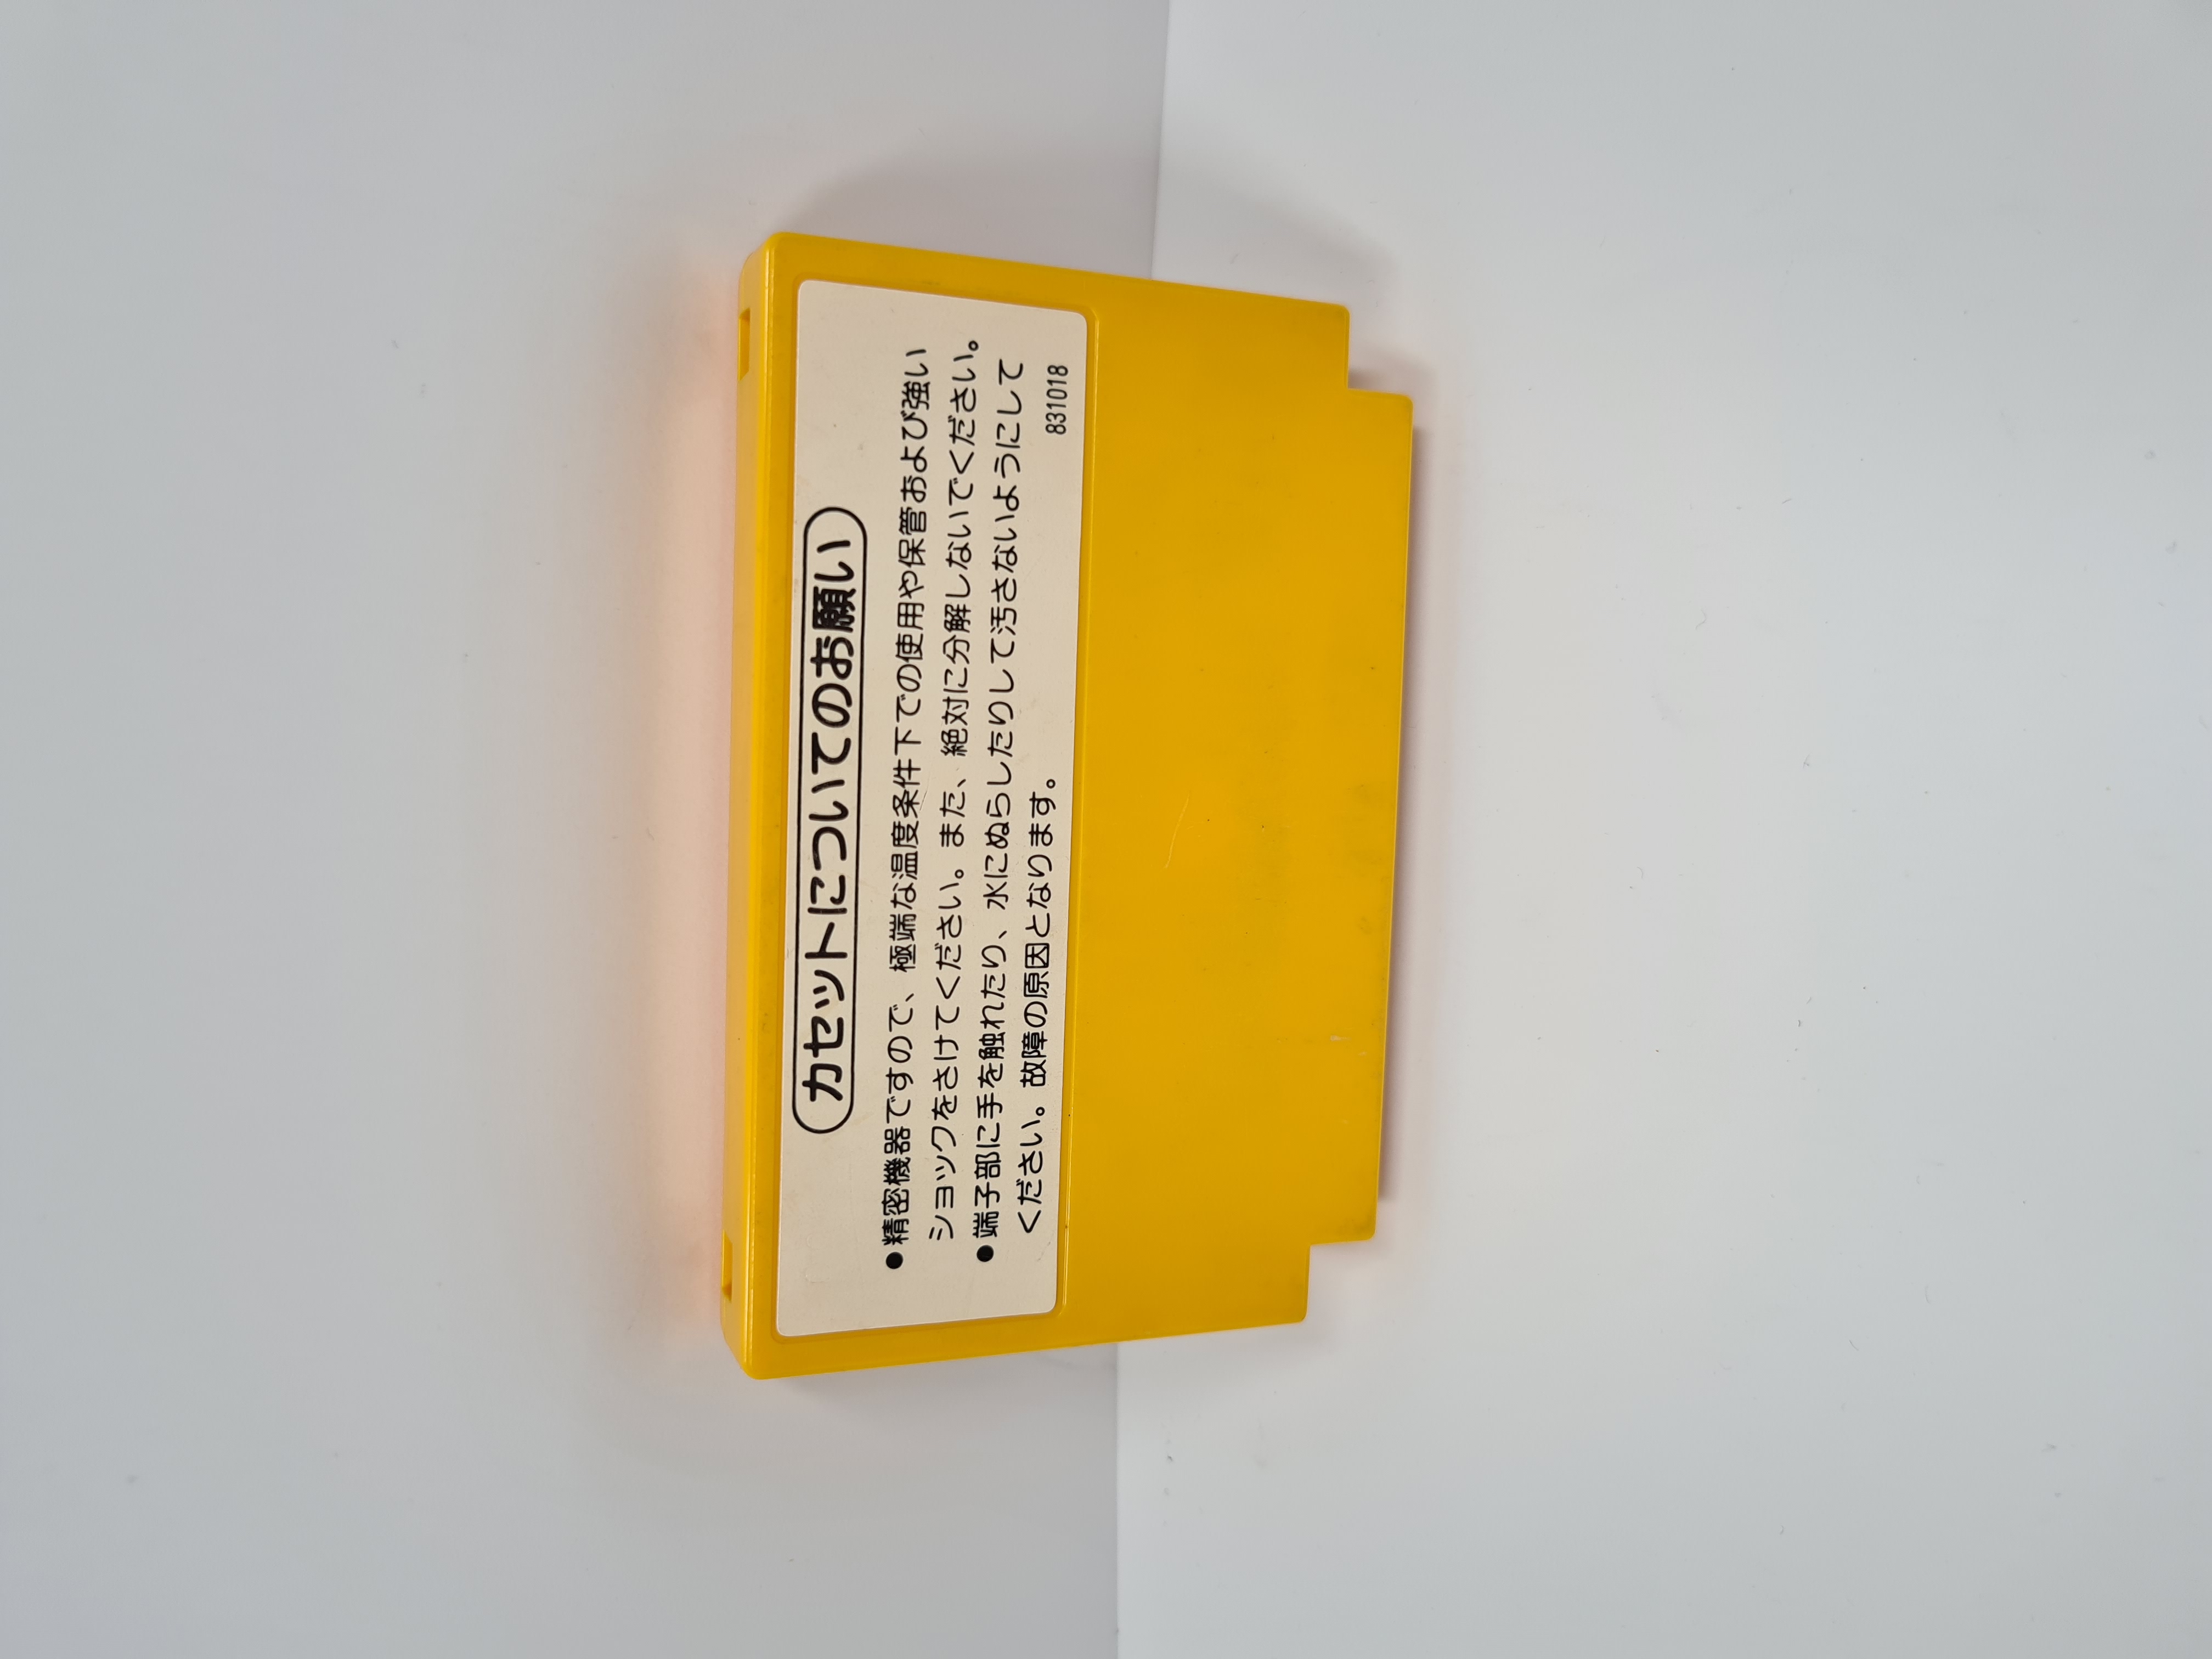 カセットについてのお願い
●精密機器ですので、極端な温度条件下での使用や保管および強い
ショックをさけてください。また、絶対に分解しないでください。
●端子部に手を触れたり、水にぬらしたりして汚さないようにして
ください。故障の原因となります。
831018